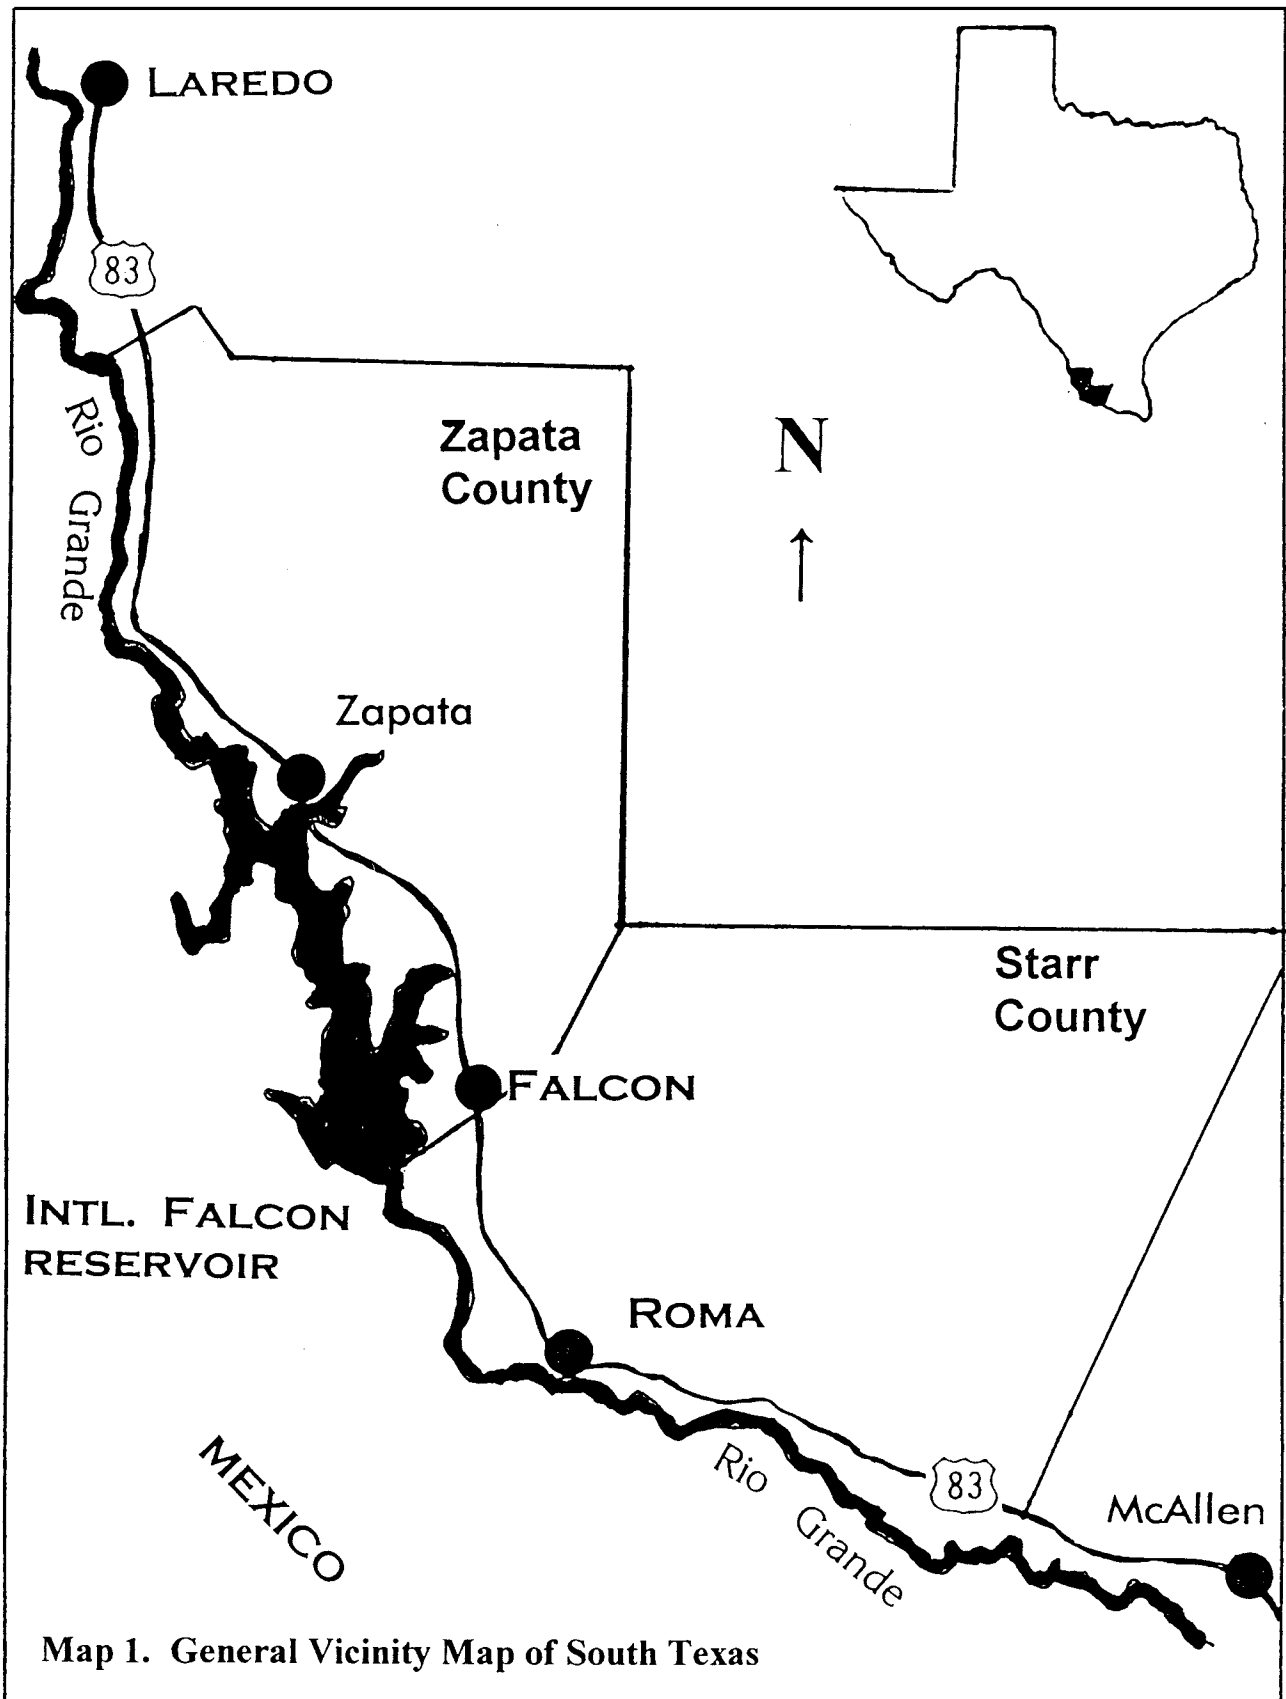 LAREDO
83
Rio Grande
Zapata
County
N
Zapata
Starr
County
FALCON
INTL. FALCON
RESERVOIR
ROMA
Rio Grande
83
McAllen
MEXICO
Map 1. General Vicinity Map of South Texas